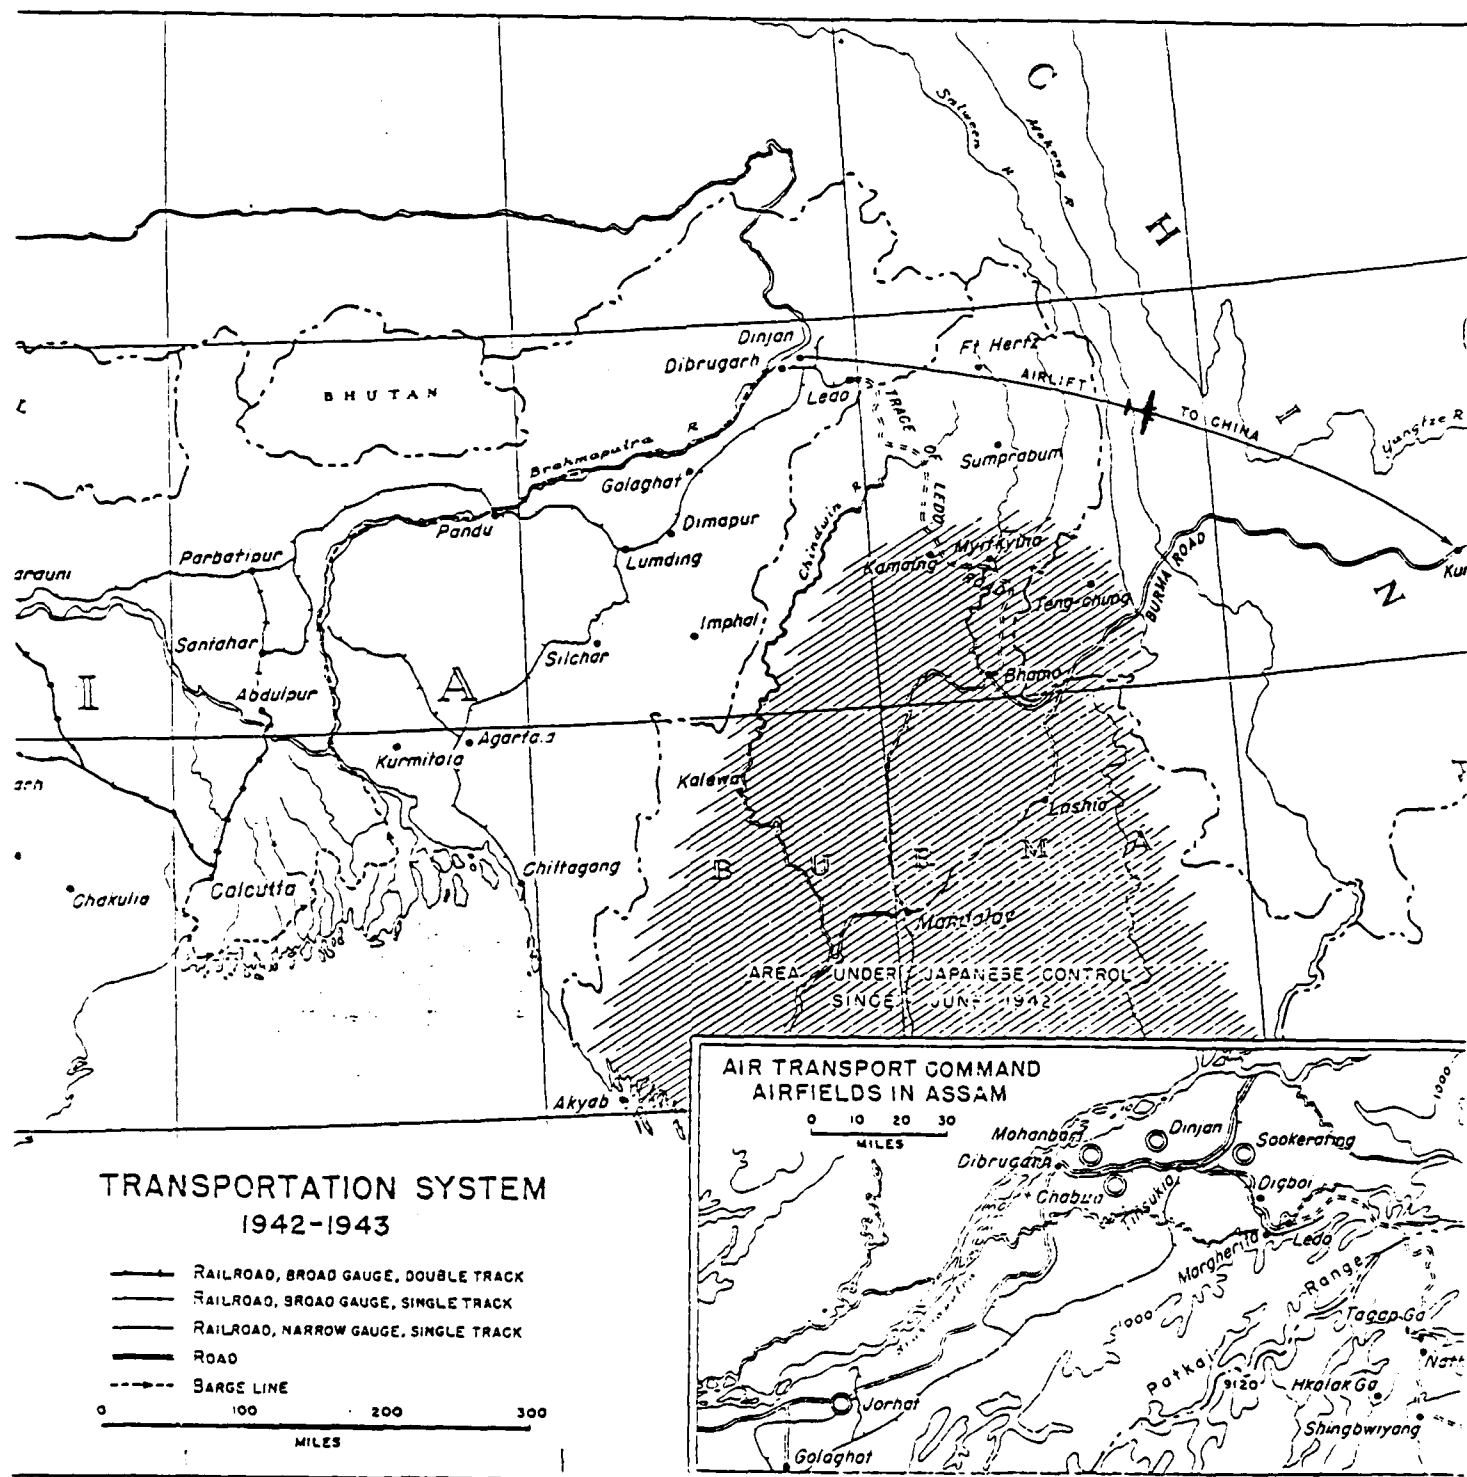 C
H
I
N
Salween R
Mekong R
Dinjan
Dibrugarh
Ft Hertz
AIRLIFT
TO CHINA
BHUTAN
Ledo
TRACE
OF
LEDO
ROAD
Yangtze R
Brahmaputra R
Golaghat
Sumprabum
Chindwin R
Pandu
Dimapur
Lumding
Parbatipur
Kamaing
Myitkyina
BURMA ROAD
Kun
arauni
Teng-chung
Imphal
Santahar
Silchar
I
A
Bhamo
Abdulpur
Kurmitola
Kalewa
Lashio
B U R M A
Chittagong
Chakulia
Calcutta
Mandalay
AREA UNDER JAPANESE CONTROL
SINCE JUNE 1942
Akyab
AIR TRANSPORT COMMAND
AIRFIELDS IN ASSAM
0 10 20 30
MILES
Mohanbari
Dinjan
Sookerating
Dibrugarh
Chabua
Tinsukia
Digboi
Margherita
Ledo
1000
1000
Patkai Range
Tagap Ga
9120
Hkalak Ga
Shingbwiyang
Jorhat
Golaghat
TRANSPORTATION SYSTEM
1942-1943
RAILROAD, BROAD GAUGE, DOUBLE TRACK
RAILROAD, BROAD GAUGE, SINGLE TRACK
RAILROAD, NARROW GAUGE, SINGLE TRACK
ROAD
BARGE LINE
0 100 200 300
MILES